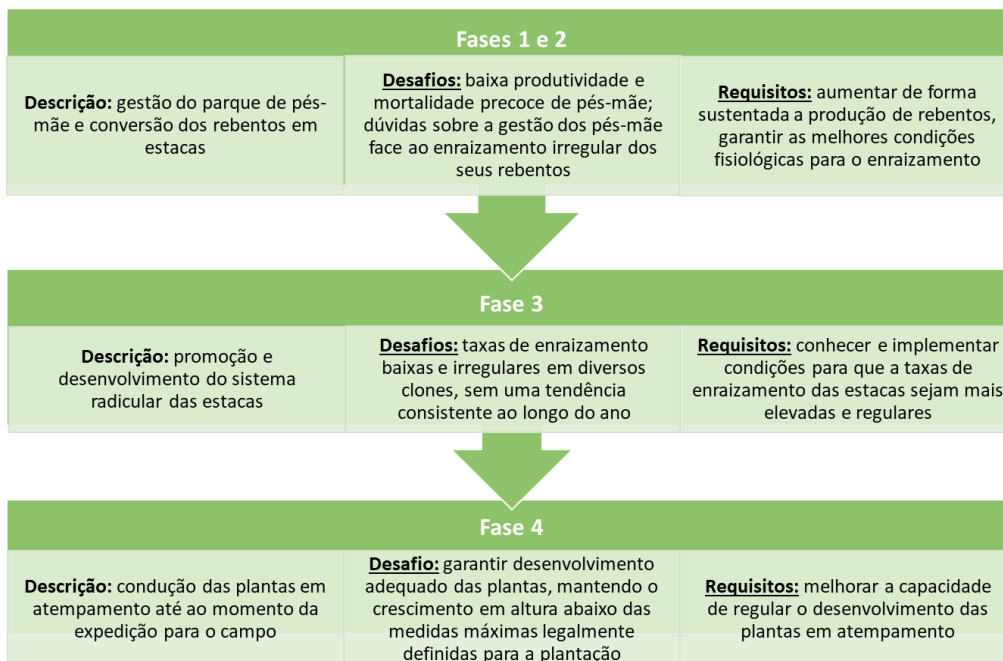 Fases 1 e 2
Descrição: gestão do parque de pés-
mãe e conversão dos rebentos em
estacas
Desafios: baixa produtividade e
mortalidade precoce de pés-mãe;
dúvidas sobre a gestão dos pés-mãe
face ao enraizamento irregular dos
seus rebentos
Requisitos: aumentar de forma
sustentada a produção de rebentos,
garantir as melhores condições
fisiológicas para o enraizamento
Fase 3
Descrição: promoção e
desenvolvimento do sistema
radicular das estacas
Desafios: taxas de enraizamento
baixas e irregulares em diversos
clones, sem uma tendência
consistente ao longo do ano
Requisitos: conhecer e implementar
condições para que a taxas de
enraizamento das estacas sejam mais
elevadas e regulares
Fase 4
Descrição: condução das plantas em
atempamento até ao momento da
expedição para o campo
Desafio: garantir desenvolvimento
adequado das plantas, mantendo o
crescimento em altura abaixo das
medidas máximas legalmente
definidas para a plantação
Requisitos: melhorar a capacidade
de regular o desenvolvimento das
plantas em atempamento